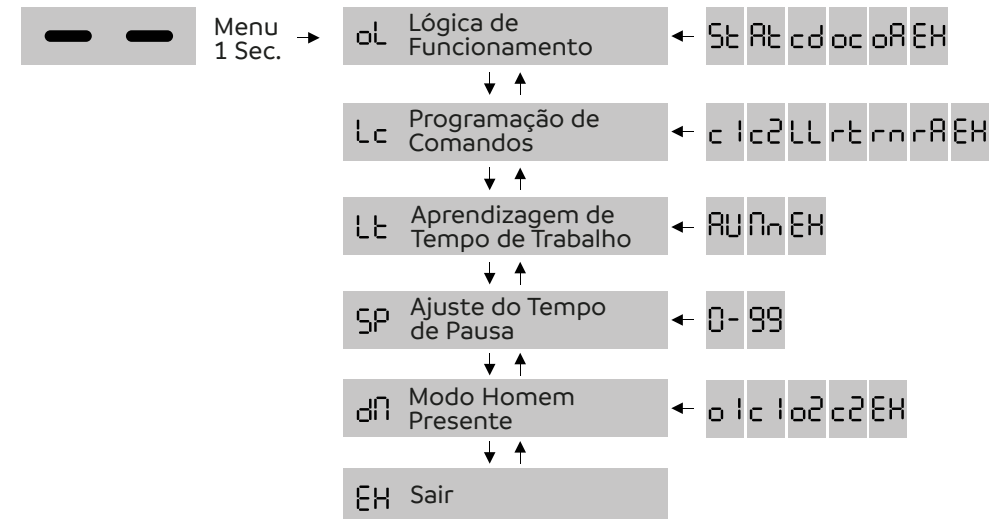 Menu
1 Sec.
oL Lógica de
Funcionamento
St At cd oc oA EH
Lc Programação de
Comandos
c1 c2 LL rt rn rA EH
Lt Aprendizagem de
Tempo de Trabalho
AU Mn EH
SP Ajuste do Tempo
de Pausa
0- 99
dM Modo Homem
Presente
o1 c1 o2 c2 EH
EH Sair